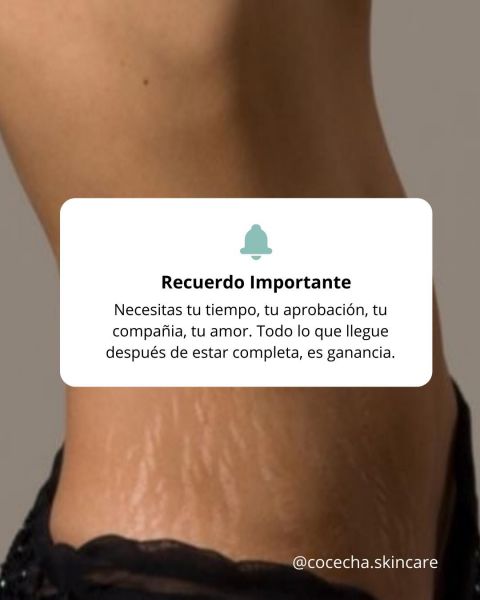 Recuerdo Importante
Necesitas tu tiempo, tu aprobación, tu
compañia, tu amor. Todo lo que llegue
después de estar completa, es ganancia.
@cocecha.skincare